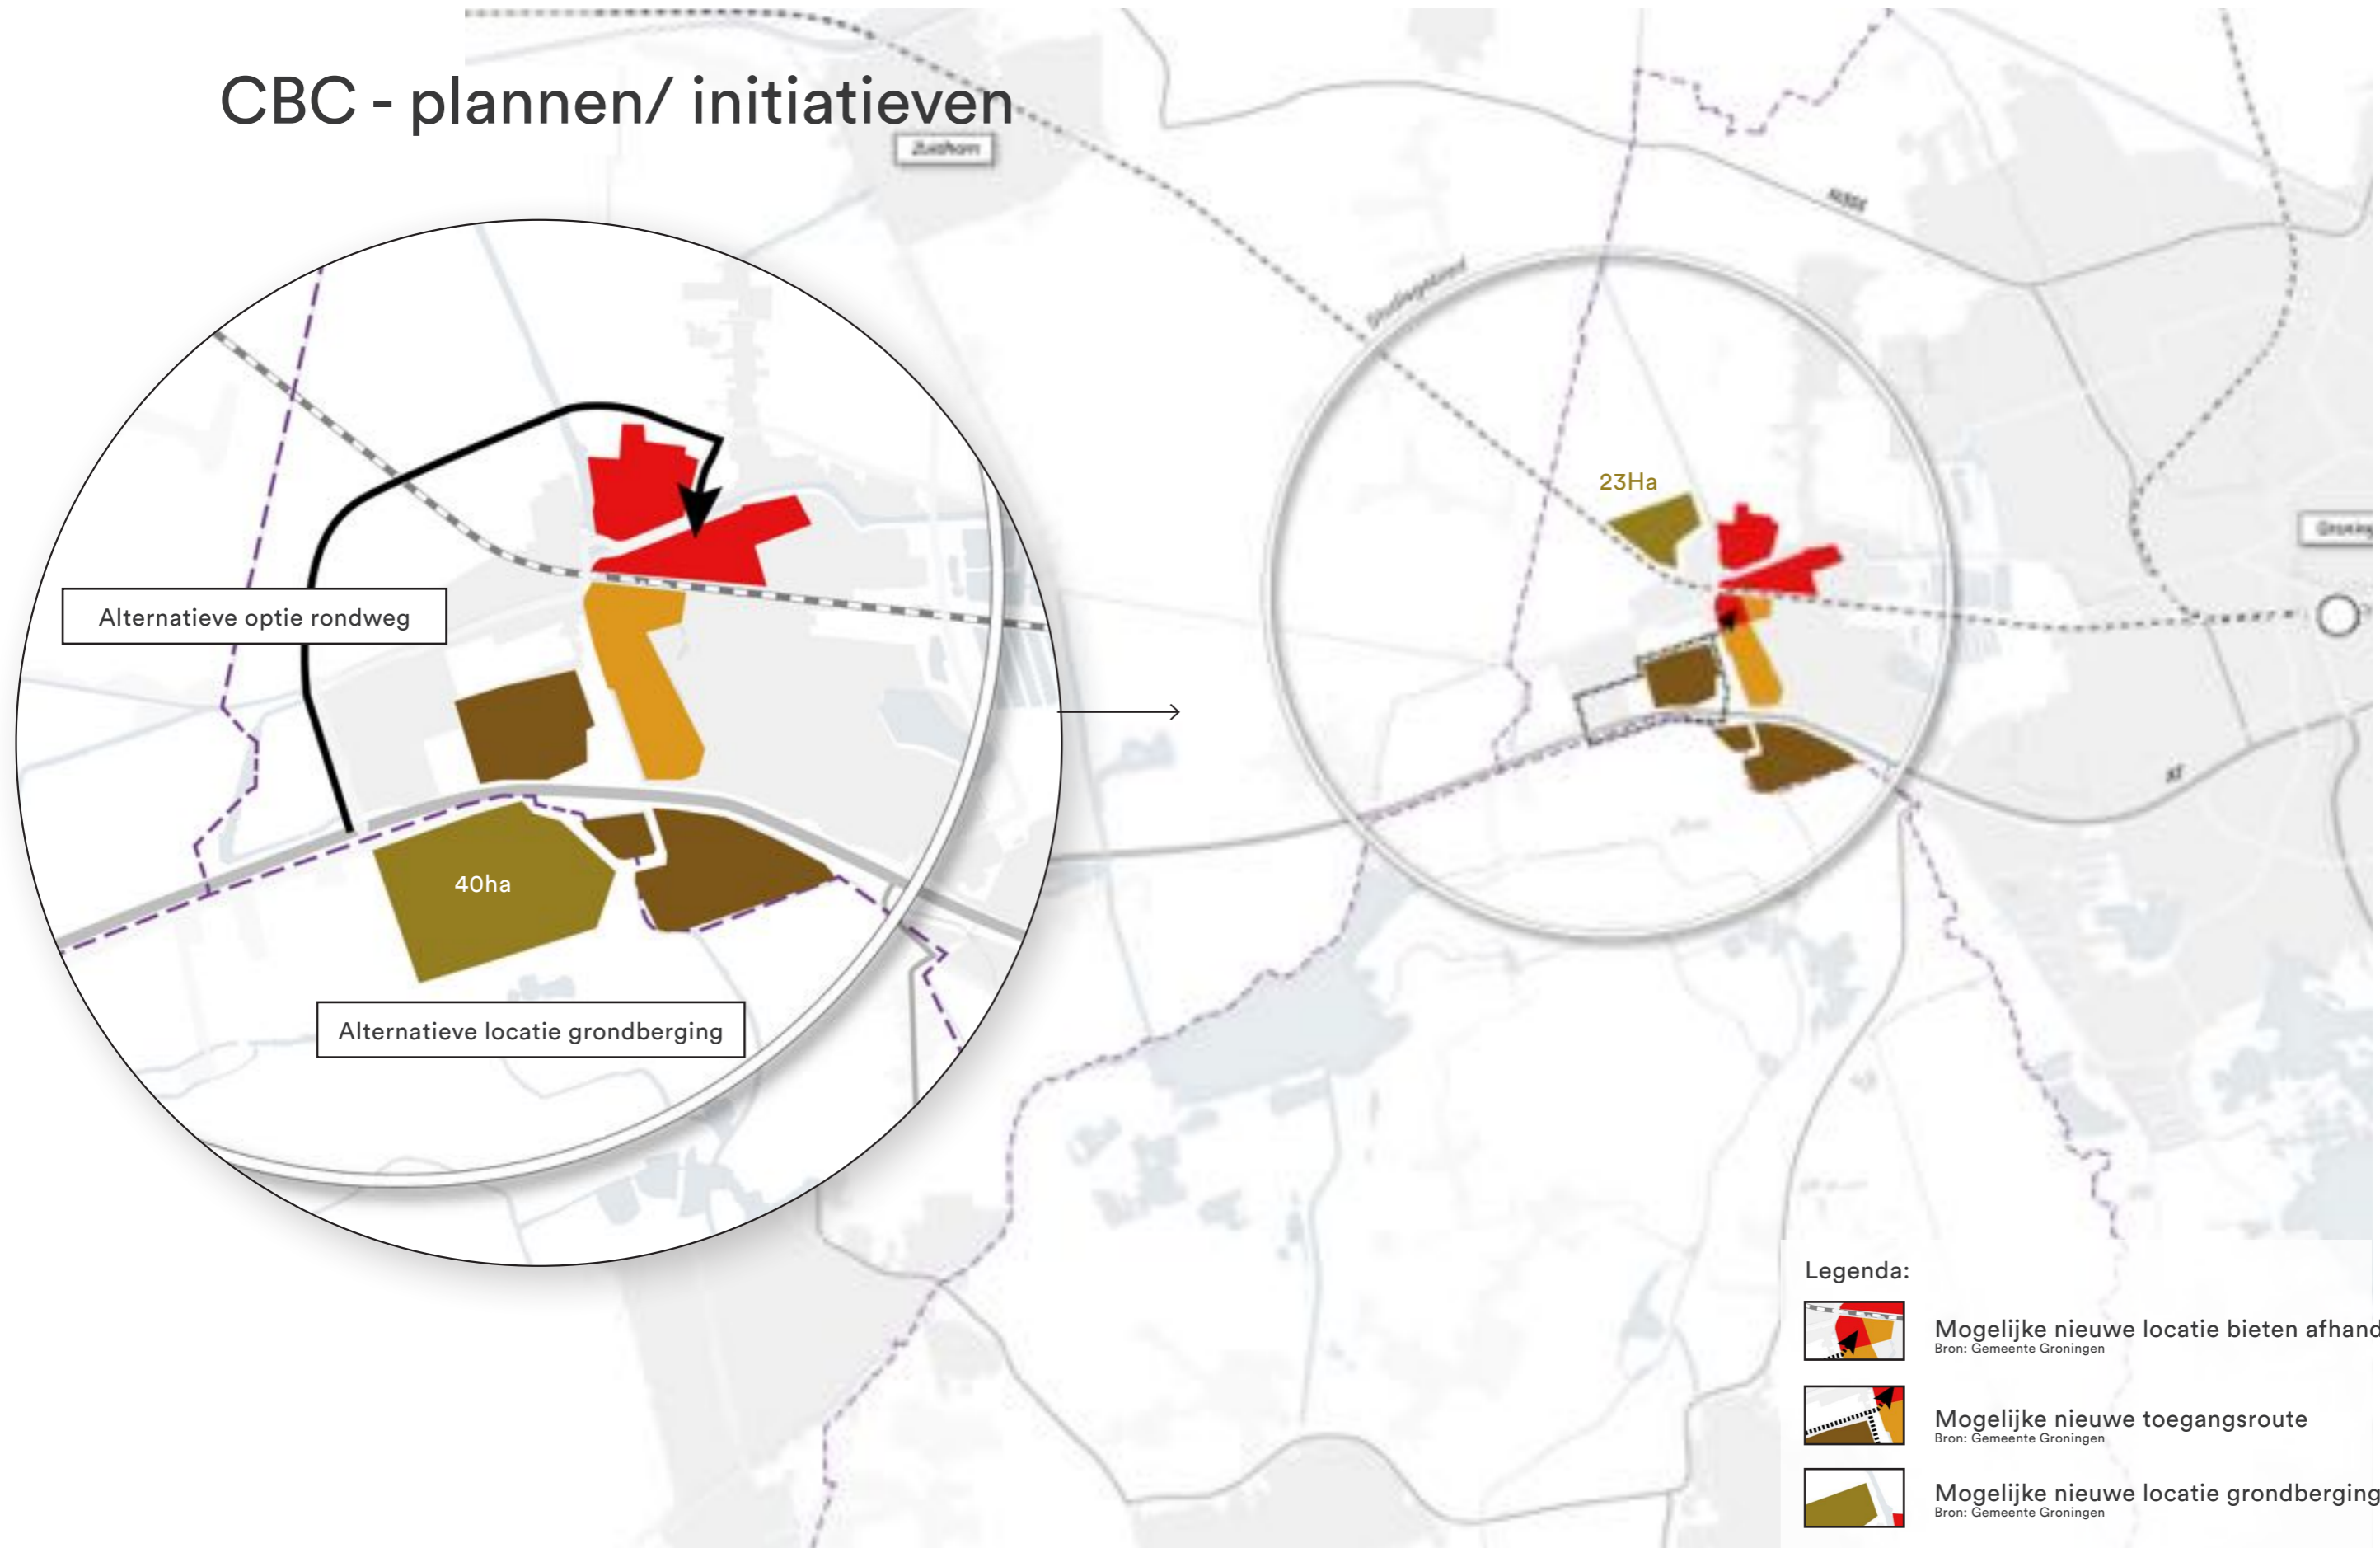 CBC - plannen/ initiatieven
Zuidhorn
23Ha
Alternatieve optie rondweg
40ha
Alternatieve locatie grondberging
Legenda:
Mogelijke nieuwe locatie bieten afhand
Bron: Gemeente Groningen
Mogelijke nieuwe toegangsroute
Bron: Gemeente Groningen
Mogelijke nieuwe locatie grondberging
Bron: Gemeente Groningen